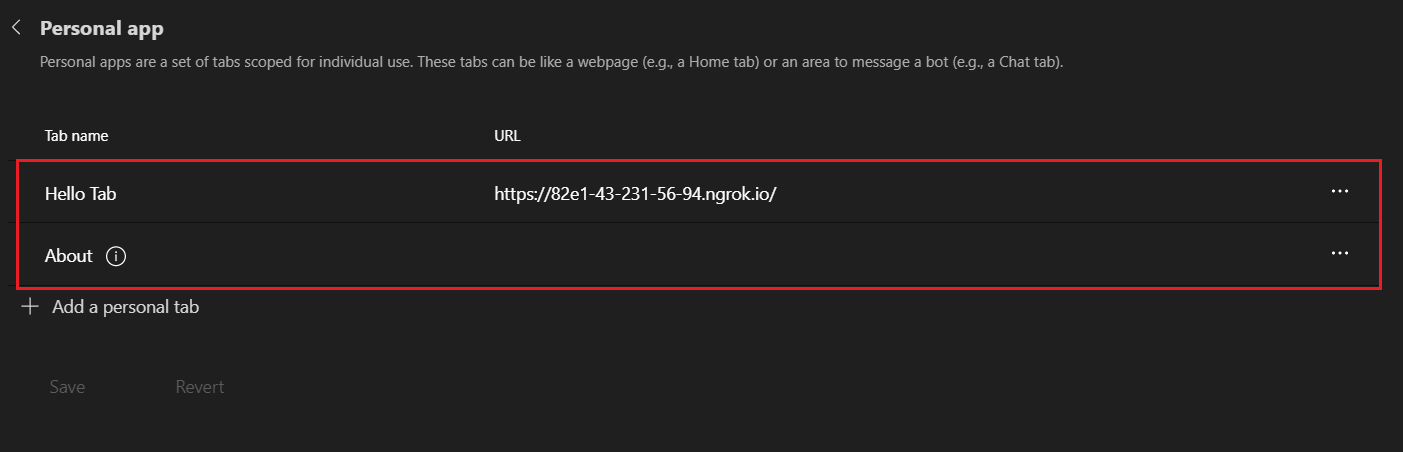 Personal app
Personal apps are a set of tabs scoped for individual use. These tabs can be like a webpage (e.g., a Home tab) or an area to message a bot (e.g., a Chat tab).
Tab name URL
Hello Tab https://82e1-43-231-56-94.ngrok.io/
About
Add a personal tab
Save Revert